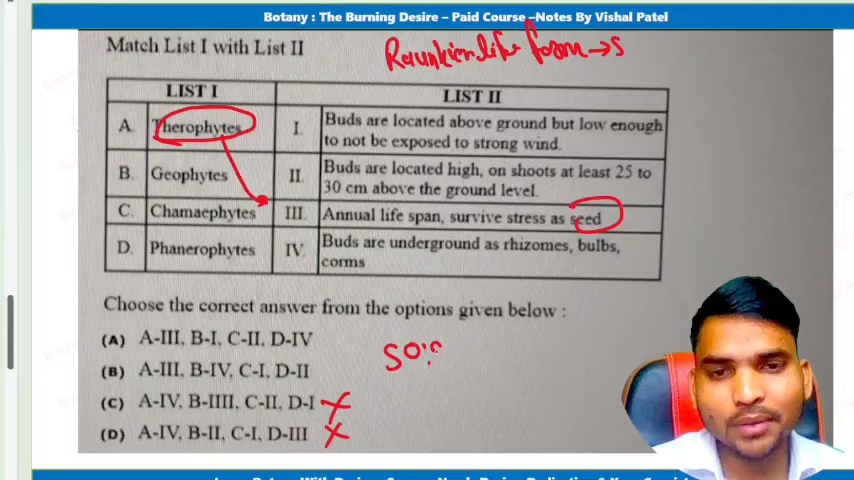 Botany : The Burning Desire – Paid Course –Notes By Vishal Patel
Match List I with List II
Raunkier life form → s
LIST I
LIST II
A. Therophytes
I. Buds are located above ground but low enough
to not be exposed to strong wind.
B. Geophytes
II. Buds are located high, on shoots at least 25 to
30 cm above the ground level.
C. Chamaephytes
III. Annual life span, survive stress as seed
D. Phanerophytes
IV. Buds are underground as rhizomes, bulbs,
corms
Choose the correct answer from the options given below :
(A) A-III, B-I, C-II, D-IV
(B) A-III, B-IV, C-I, D-II
(C) A-IV, B-IIII, C-II, D-I
(D) A-IV, B-II, C-I, D-III